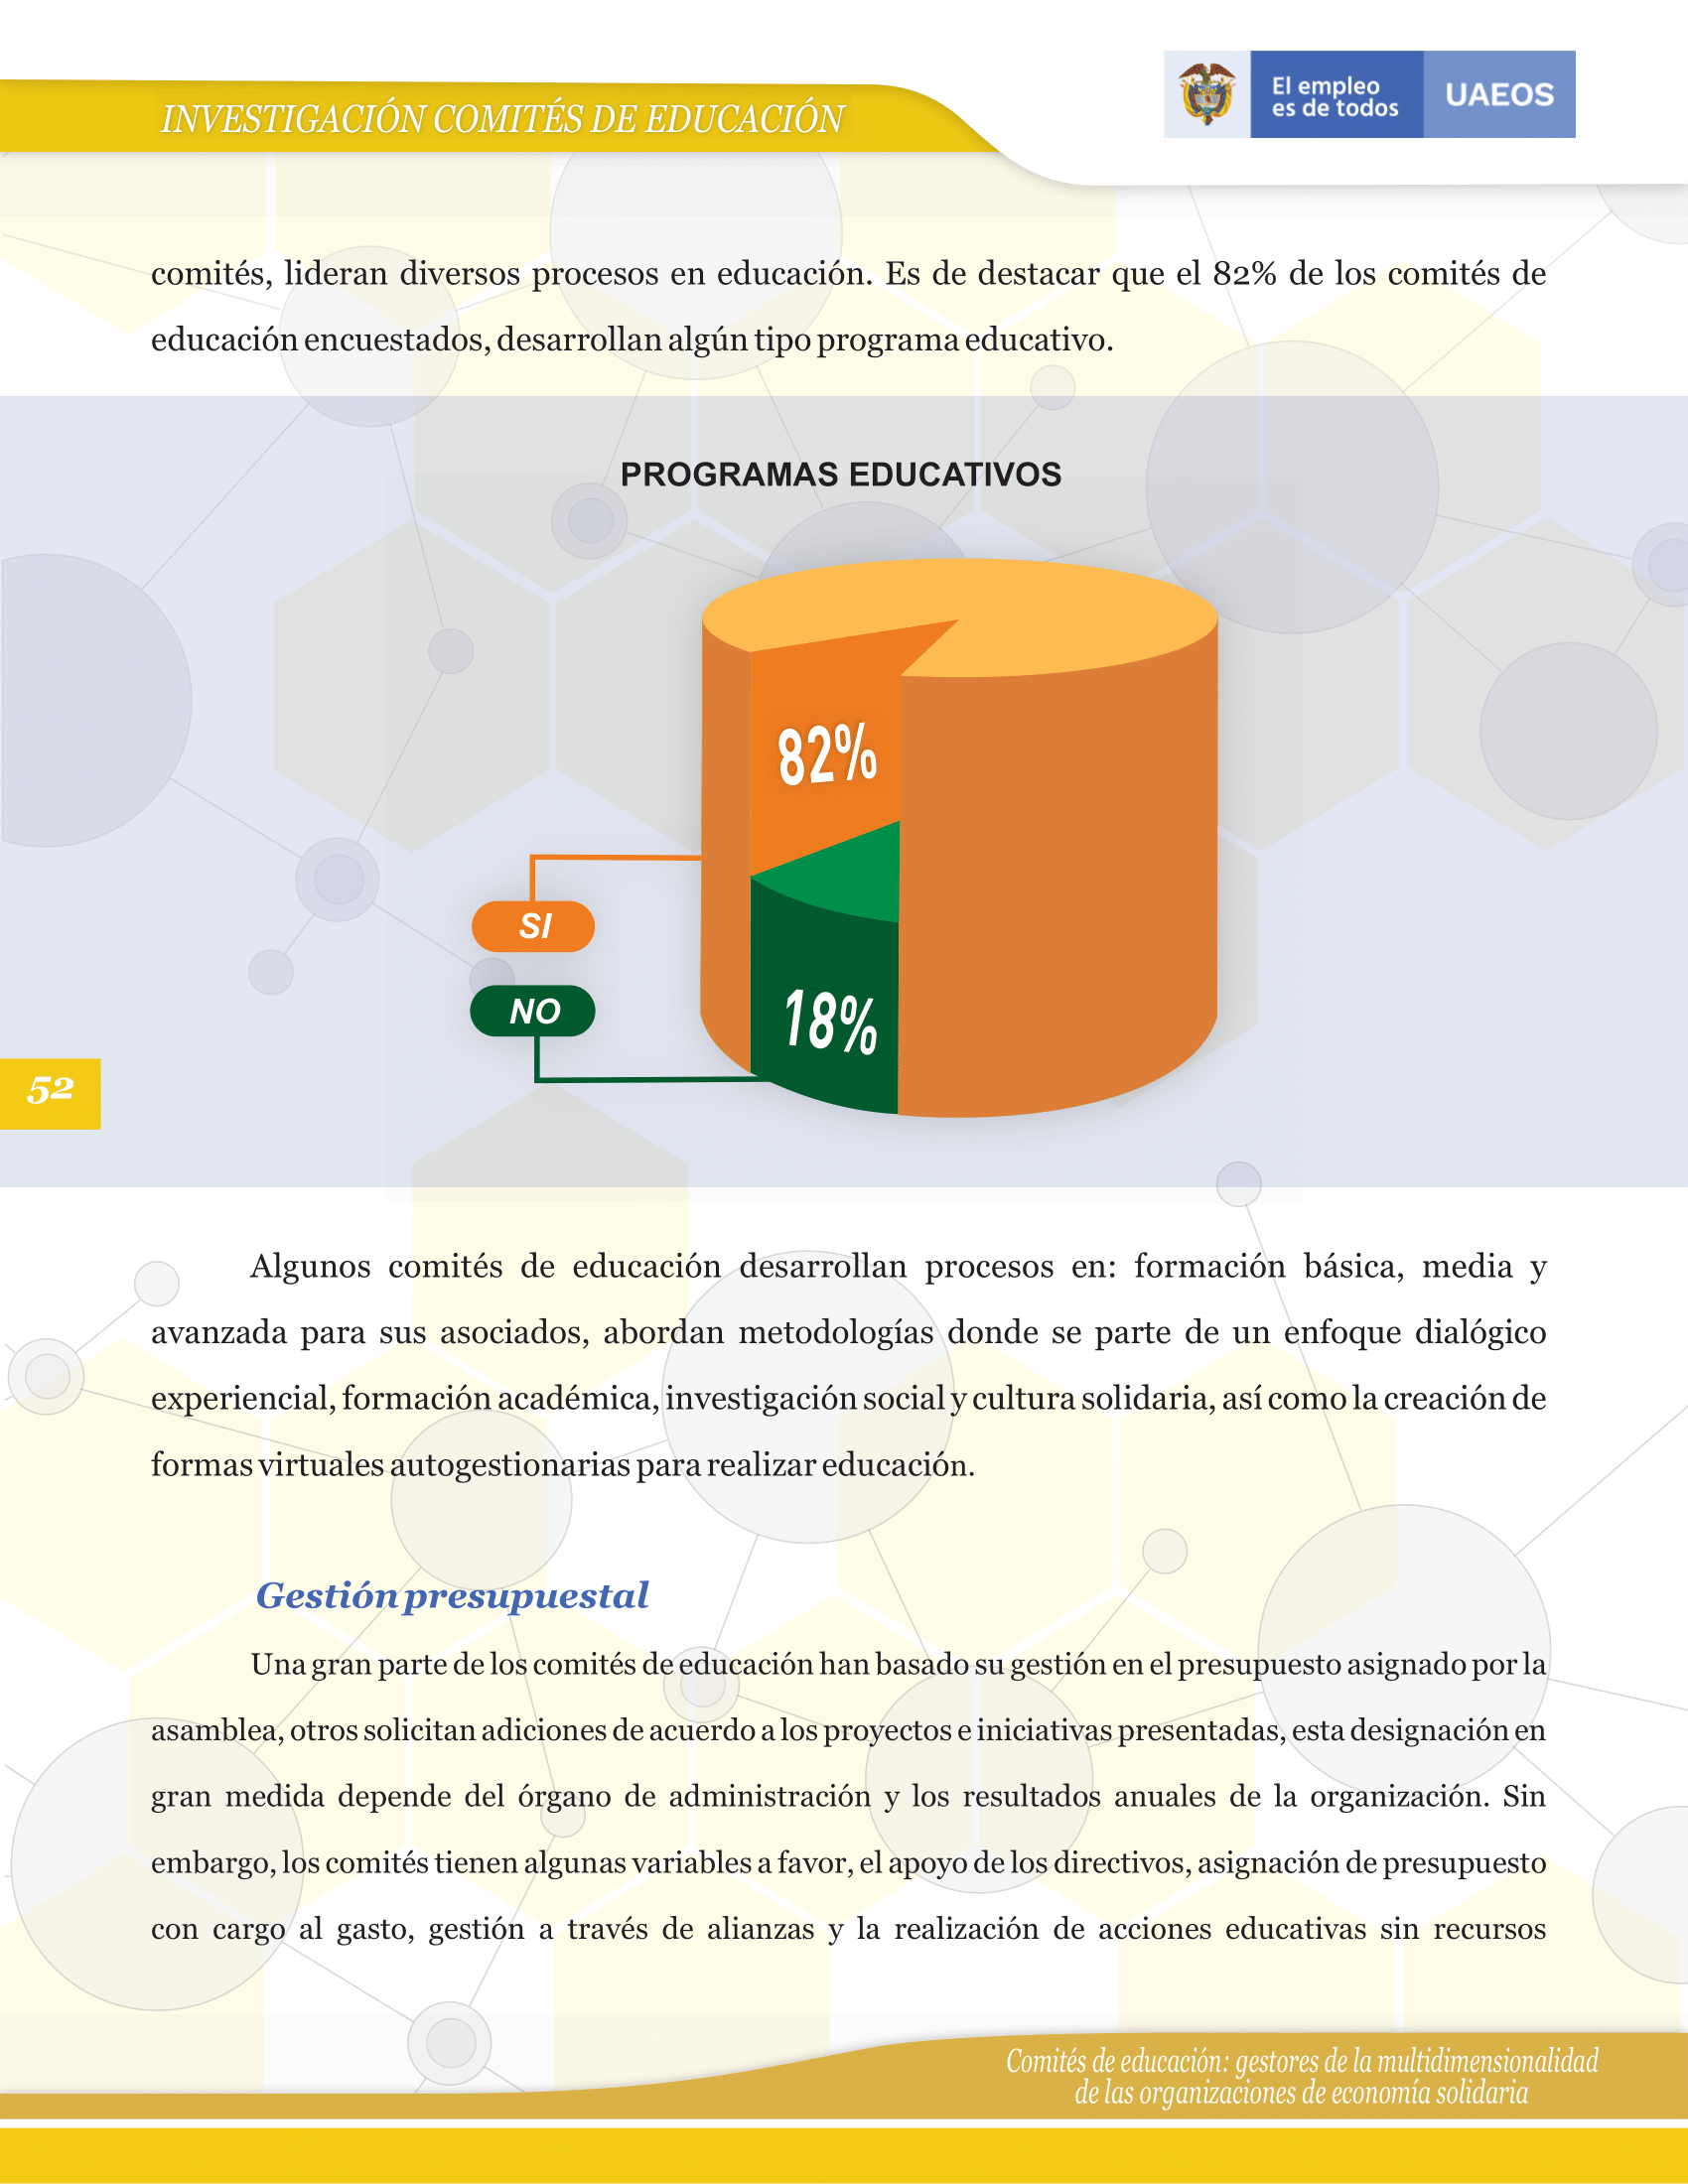 INVESTIGACIÓN COMITÉS DE EDUCACIÓN
El empleo
es de todos
UAEOS
comités, lideran diversos procesos en educación. Es de destacar que el 82% de los comités de
educación encuestados, desarrollan algún tipo programa educativo.
PROGRAMAS EDUCATIVOS
82%
SI
18%
NO
52
Algunos comités de educación desarrollan procesos en: formación básica, media y
avanzada para sus asociados, abordan metodologías donde se parte de un enfoque dialógico
experiencial, formación académica, investigación social y cultura solidaria, así como la creación de
formas virtuales autogestionarias para realizar educación.
Gestión presupuestal
Una gran parte de los comités de educación han basado su gestión en el presupuesto asignado por la
asamblea, otros solicitan adiciones de acuerdo a los proyectos e iniciativas presentadas, esta designación en
gran medida depende del órgano de administración y los resultados anuales de la organización. Sin
embargo, los comités tienen algunas variables a favor, el apoyo de los directivos, asignación de presupuesto
con cargo al gasto, gestión a través de alianzas y la realización de acciones educativas sin recursos
Comités de educación: gestores de la multidimensionalidad
de las organizaciones de economía solidaria